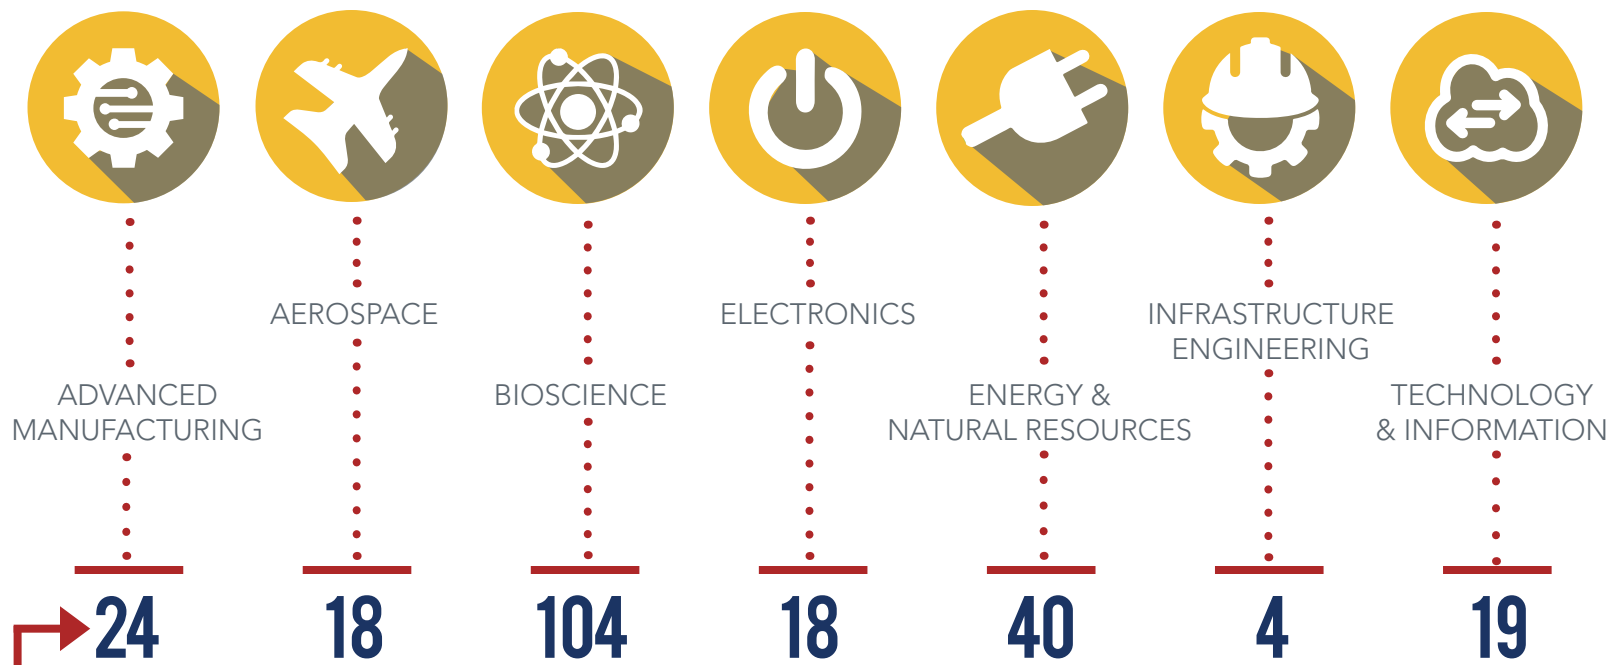 AEROSPACE
ELECTRONICS
INFRASTRUCTURE
ENGINEERING
ADVANCED
MANUFACTURING
BIOSCIENCE
ENERGY &
NATURAL RESOURCES
TECHNOLOGY
& INFORMATION
24
18
104
18
40
4
19